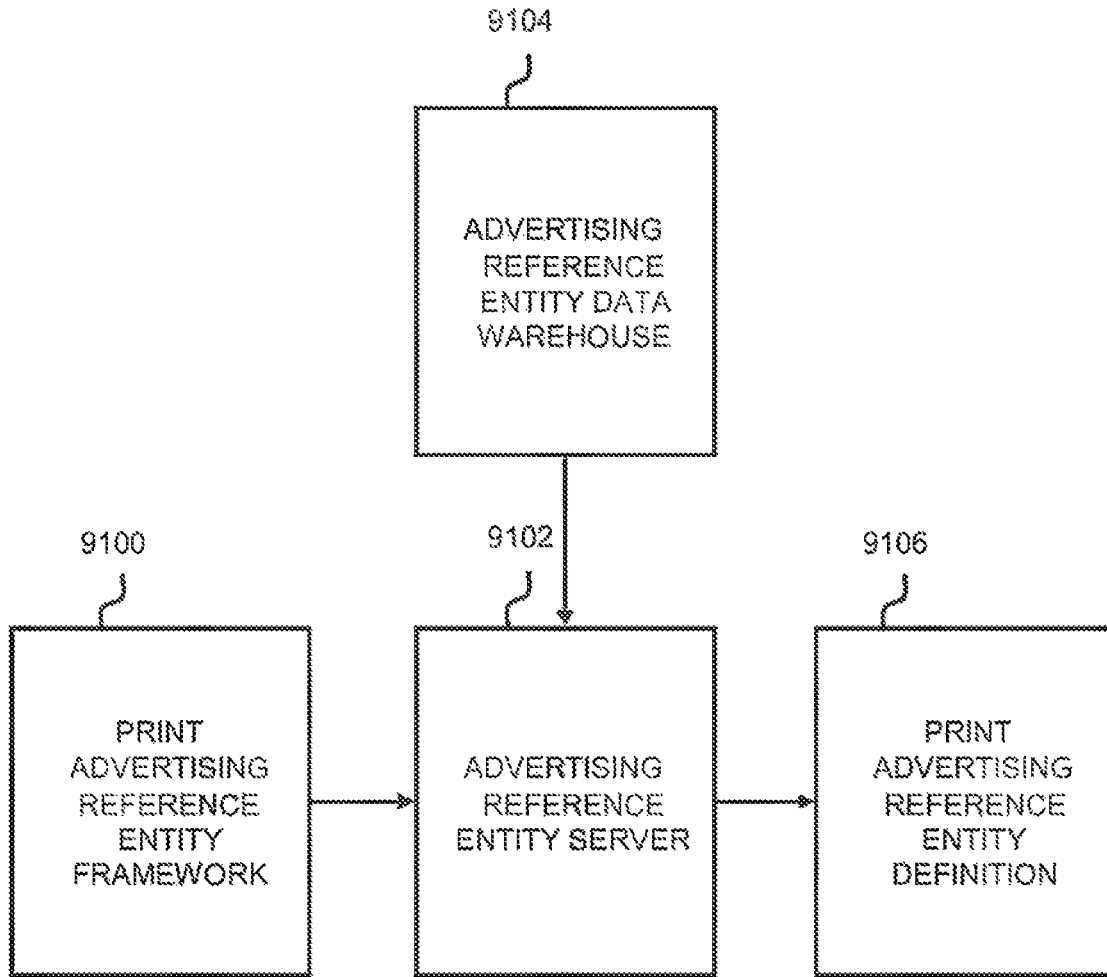 9104
ADVERTISING
REFERENCE
ENTITY DATA
WAREHOUSE
9100
9102
9106
PRINT
ADVERTISING
REFERENCE
ENTITY
FRAMEWORK
ADVERTISING
REFERENCE
ENTITY SERVER
PRINT
ADVERTISING
REFERENCE
ENTITY
DEFINITION